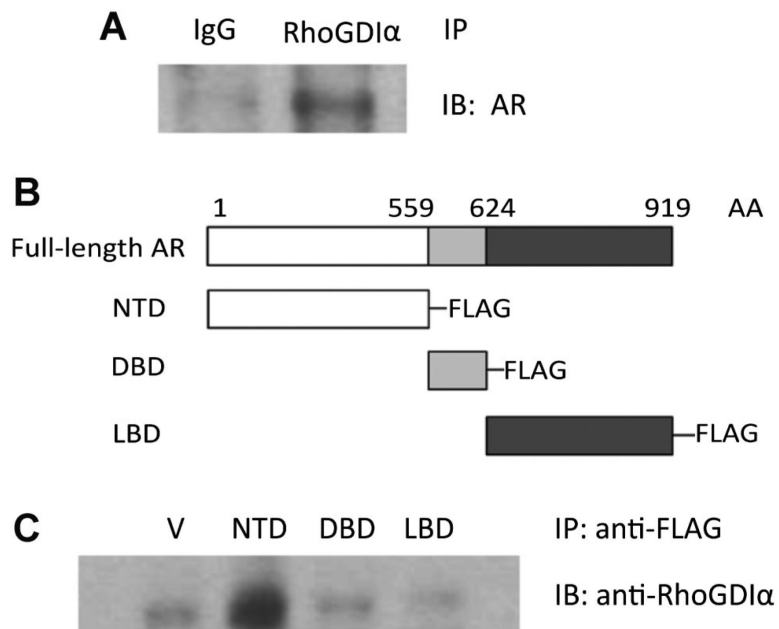 A IgG RhoGDIα IP
IB: AR
B
1 559 624 919 AA
Full-length AR
NTD FLAG
DBD FLAG
LBD FLAG
C V NTD DBD LBD IP: anti-FLAG
IB: anti-RhoGDIα